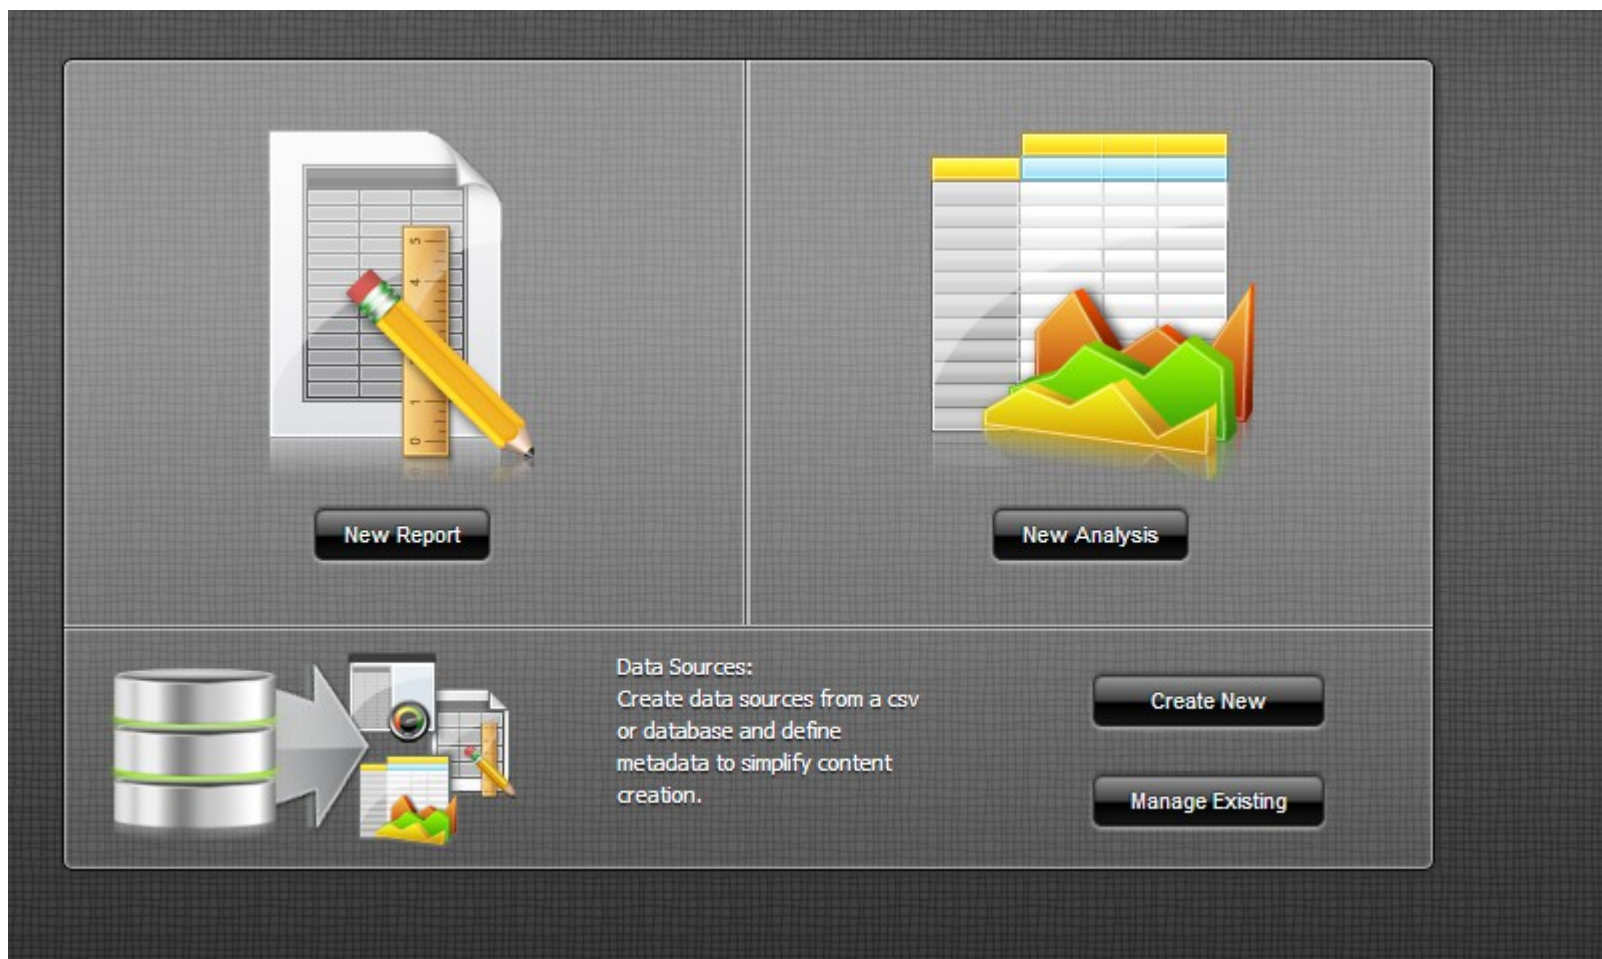 New Report
New Analysis
Data Sources:
Create data sources from a csv
or database and define
metadata to simplify content
creation.
Create New
Manage Existing